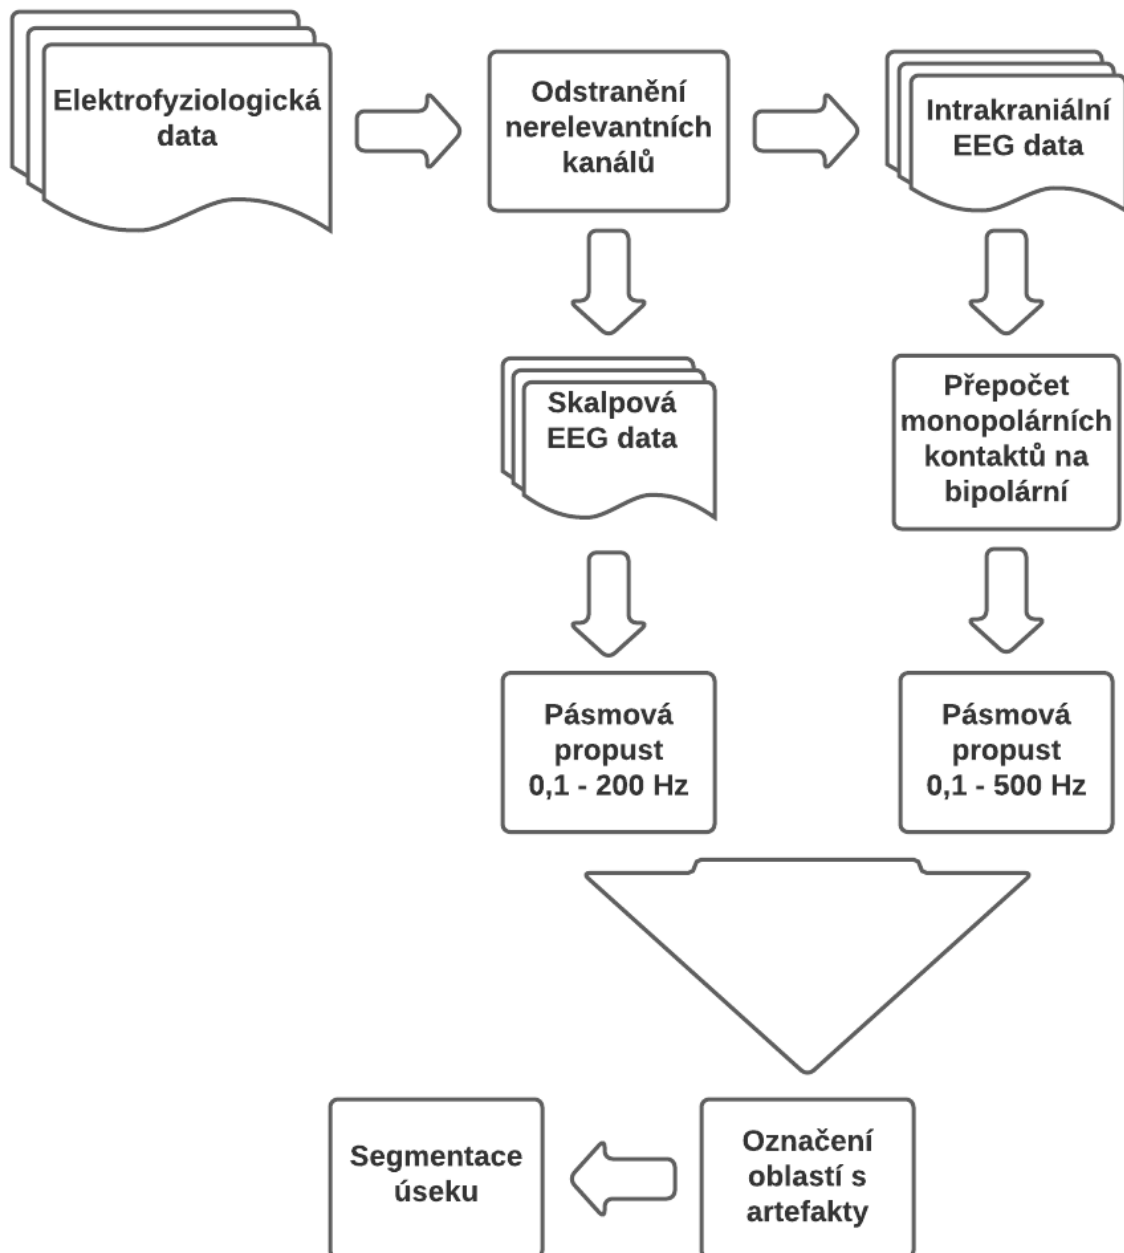 Elektrofyziologická
data
Odstranění
nerelevantních
kanálů
Intrakraniální
EEG data
Skalpová
EEG data
Přepočet
monopolárních
kontaktů na
bipolární
Pásmová
propust
0,1 - 200 Hz
Pásmová
propust
0,1 - 500 Hz
Segmentace
úseku
Označení
oblastí s
artefakty